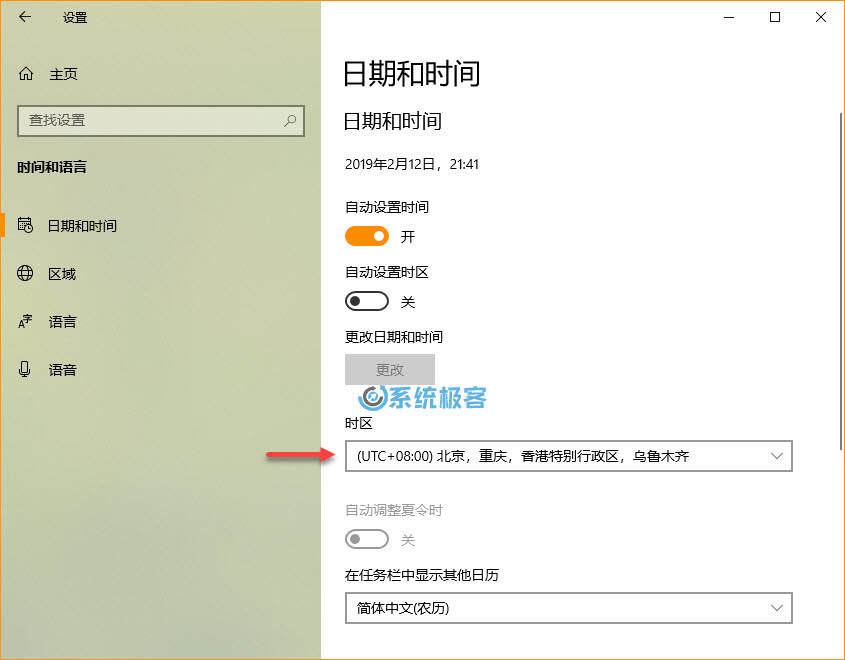 设置
主页
查找设置
时间和语言
日期和时间
区域
语言
语音
日期和时间
日期和时间
2019年2月12日，21:41
自动设置时间
开
自动设置时区
关
更改日期和时间
更改
系统极客
时区
(UTC+08:00) 北京，重庆，香港特别行政区，乌鲁木齐
自动调整夏令时
关
在任务栏中显示其他日历
简体中文(农历)